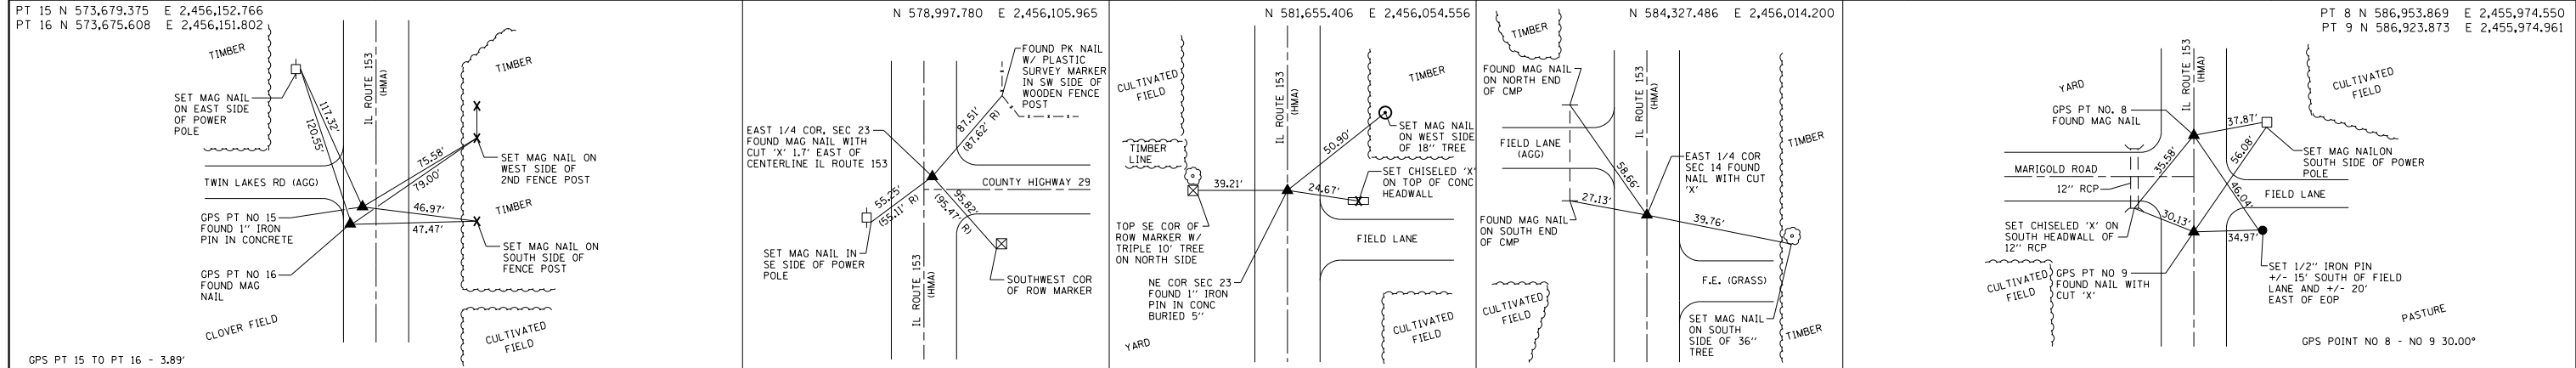 PT 15 N 573,679.375 E 2,456,152.766
PT 16 N 573,675.608 E 2,456,151.802
TIMBER
IL ROUTE 153
(HMA)
TIMBER
SET MAG NAIL
ON EAST SIDE
OF POWER
POLE
117.32'
120.55'
75.58'
79.00'
SET MAG NAIL ON
WEST SIDE OF
2ND FENCE POST
TWIN LAKES RD (AGG)
46.97'
47.47'
TIMBER
GPS PT NO 15
FOUND 1" IRON
PIN IN CONCRETE
SET MAG NAIL ON
SOUTH SIDE OF
FENCE POST
GPS PT NO 16
FOUND MAG
NAIL
CLOVER FIELD
CULTIVATED
FIELD
GPS PT 15 TO PT 16 - 3.89'
N 578,997.780 E 2,456,105.965
FOUND PK NAIL
W/ PLASTIC
SURVEY MARKER
IN SW SIDE OF
WOODEN FENCE
POST
87.51'
(87.62' R)
EAST 1/4 COR, SEC 23
FOUND MAG NAIL WITH
CUT 'X' 1.7' EAST OF
CENTERLINE IL ROUTE 153
COUNTY HIGHWAY 29
55.25'
(55.11' R)
95.82'
(95.47' R)
SET MAG NAIL IN
SE SIDE OF POWER
POLE
IL ROUTE 153
(HMA)
SOUTHWEST COR
OF ROW MARKER
N 581,655.406 E 2,456,054.556
CULTIVATED
FIELD
IL ROUTE 153
(HMA)
TIMBER
50.90'
SET MAG NAIL
ON WEST SIDE
OF 18" TREE
TIMBER
LINE
39.21'
24.67'
SET CHISELED 'X'
ON TOP OF CONC
HEADWALL
TOP SE COR OF
ROW MARKER W/
TRIPLE 10' TREE
ON NORTH SIDE
FIELD LANE
NE COR SEC 23
FOUND 1" IRON
PIN IN CONC
BURIED 5"
YARD
CULTIVATED
FIELD
N 584,327.486 E 2,456,014.200
TIMBER
FOUND MAG NAIL
ON NORTH END
OF CMP
IL ROUTE 153
(HMA)
FIELD LANE
(AGG)
58.66'
EAST 1/4 COR
SEC 14 FOUND
NAIL WITH CUT
'X'
TIMBER
27.13'
39.76'
FOUND MAG NAIL
ON SOUTH END
OF CMP
F.E. (GRASS)
CULTIVATED
FIELD
SET MAG NAIL
ON SOUTH
SIDE OF 36"
TREE
TIMBER
PT 8 N 586,953.869 E 2,455,974.550
PT 9 N 586,923.873 E 2,455,974.961
YARD
IL ROUTE 153
(HMA)
CULTIVATED
FIELD
GPS PT NO. 8
FOUND MAG NAIL
37.87'
SET MAG NAILON
SOUTH SIDE OF POWER
POLE
MARIGOLD ROAD
35.58'
56.08'
12" RCP
46.04'
FIELD LANE
30.13'
34.97'
SET CHISELED 'X' ON
SOUTH HEADWALL OF
12" RCP
CULTIVATED
FIELD
GPS PT NO 9
FOUND NAIL WITH
CUT 'X'
SET 1/2" IRON PIN
+/- 15' SOUTH OF FIELD
LANE AND +/- 20'
EAST OF EOP
PASTURE
GPS POINT NO 8 - NO 9 30.00°